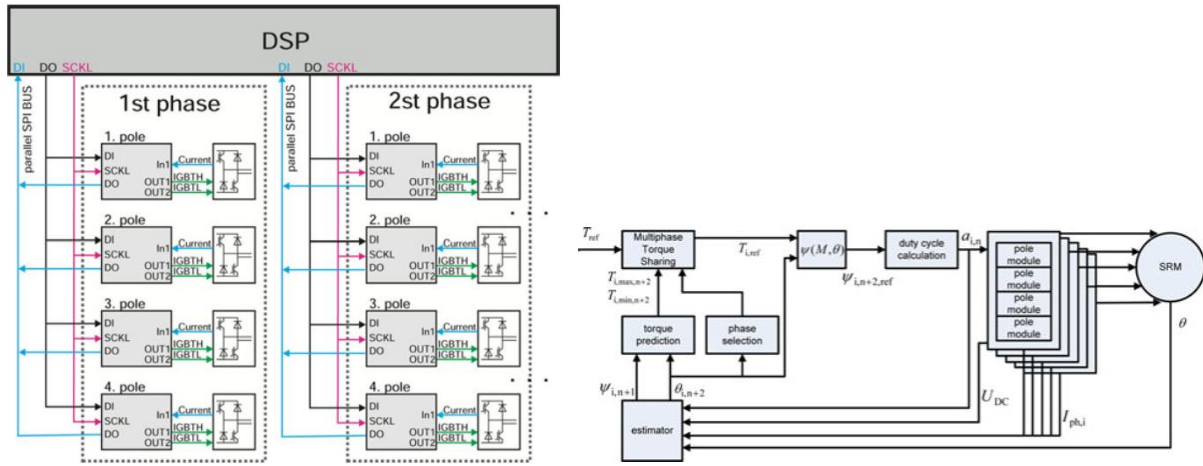 DSP
DI DO SCKL
DI DO SCKL
parallel SPI BUS
1st phase
1. pole
DI
SCKL
DO
In1
OUT1
OUT2
Current
IGBTH
IGBTL
2. pole
DI
SCKL
DO
In1
OUT1
OUT2
Current
IGBTH
IGBTL
3. pole
DI
SCKL
DO
In1
OUT1
OUT2
Current
IGBTH
IGBTL
4. pole
DI
SCKL
DO
In1
OUT1
OUT2
Current
IGBTH
IGBTL
parallel SPI BUS
2st phase
1. pole
DI
SCKL
DO
In1
OUT1
OUT2
Current
IGBTH
IGBTL
2. pole
DI
SCKL
DO
In1
OUT1
OUT2
Current
IGBTH
IGBTL
3. pole
DI
SCKL
DO
In1
OUT1
OUT2
Current
IGBTH
IGBTL
4. pole
DI
SCKL
DO
In1
OUT1
OUT2
Current
IGBTH
IGBTL
. . .
. . .
T_ref
Multiphase
Torque
Sharing
T_i,ref
ψ(M,θ)
ψ_i,n+2,ref
duty cycle
calculation
a_i,n
pole
module
pole
module
pole
module
pole
module
SRM
θ
T_i,max,n+2
T_i,min,n+2
torque
prediction
phase
selection
ψ_i,n+1
θ_i,n+2
U_DC
I_ph,i
estimator